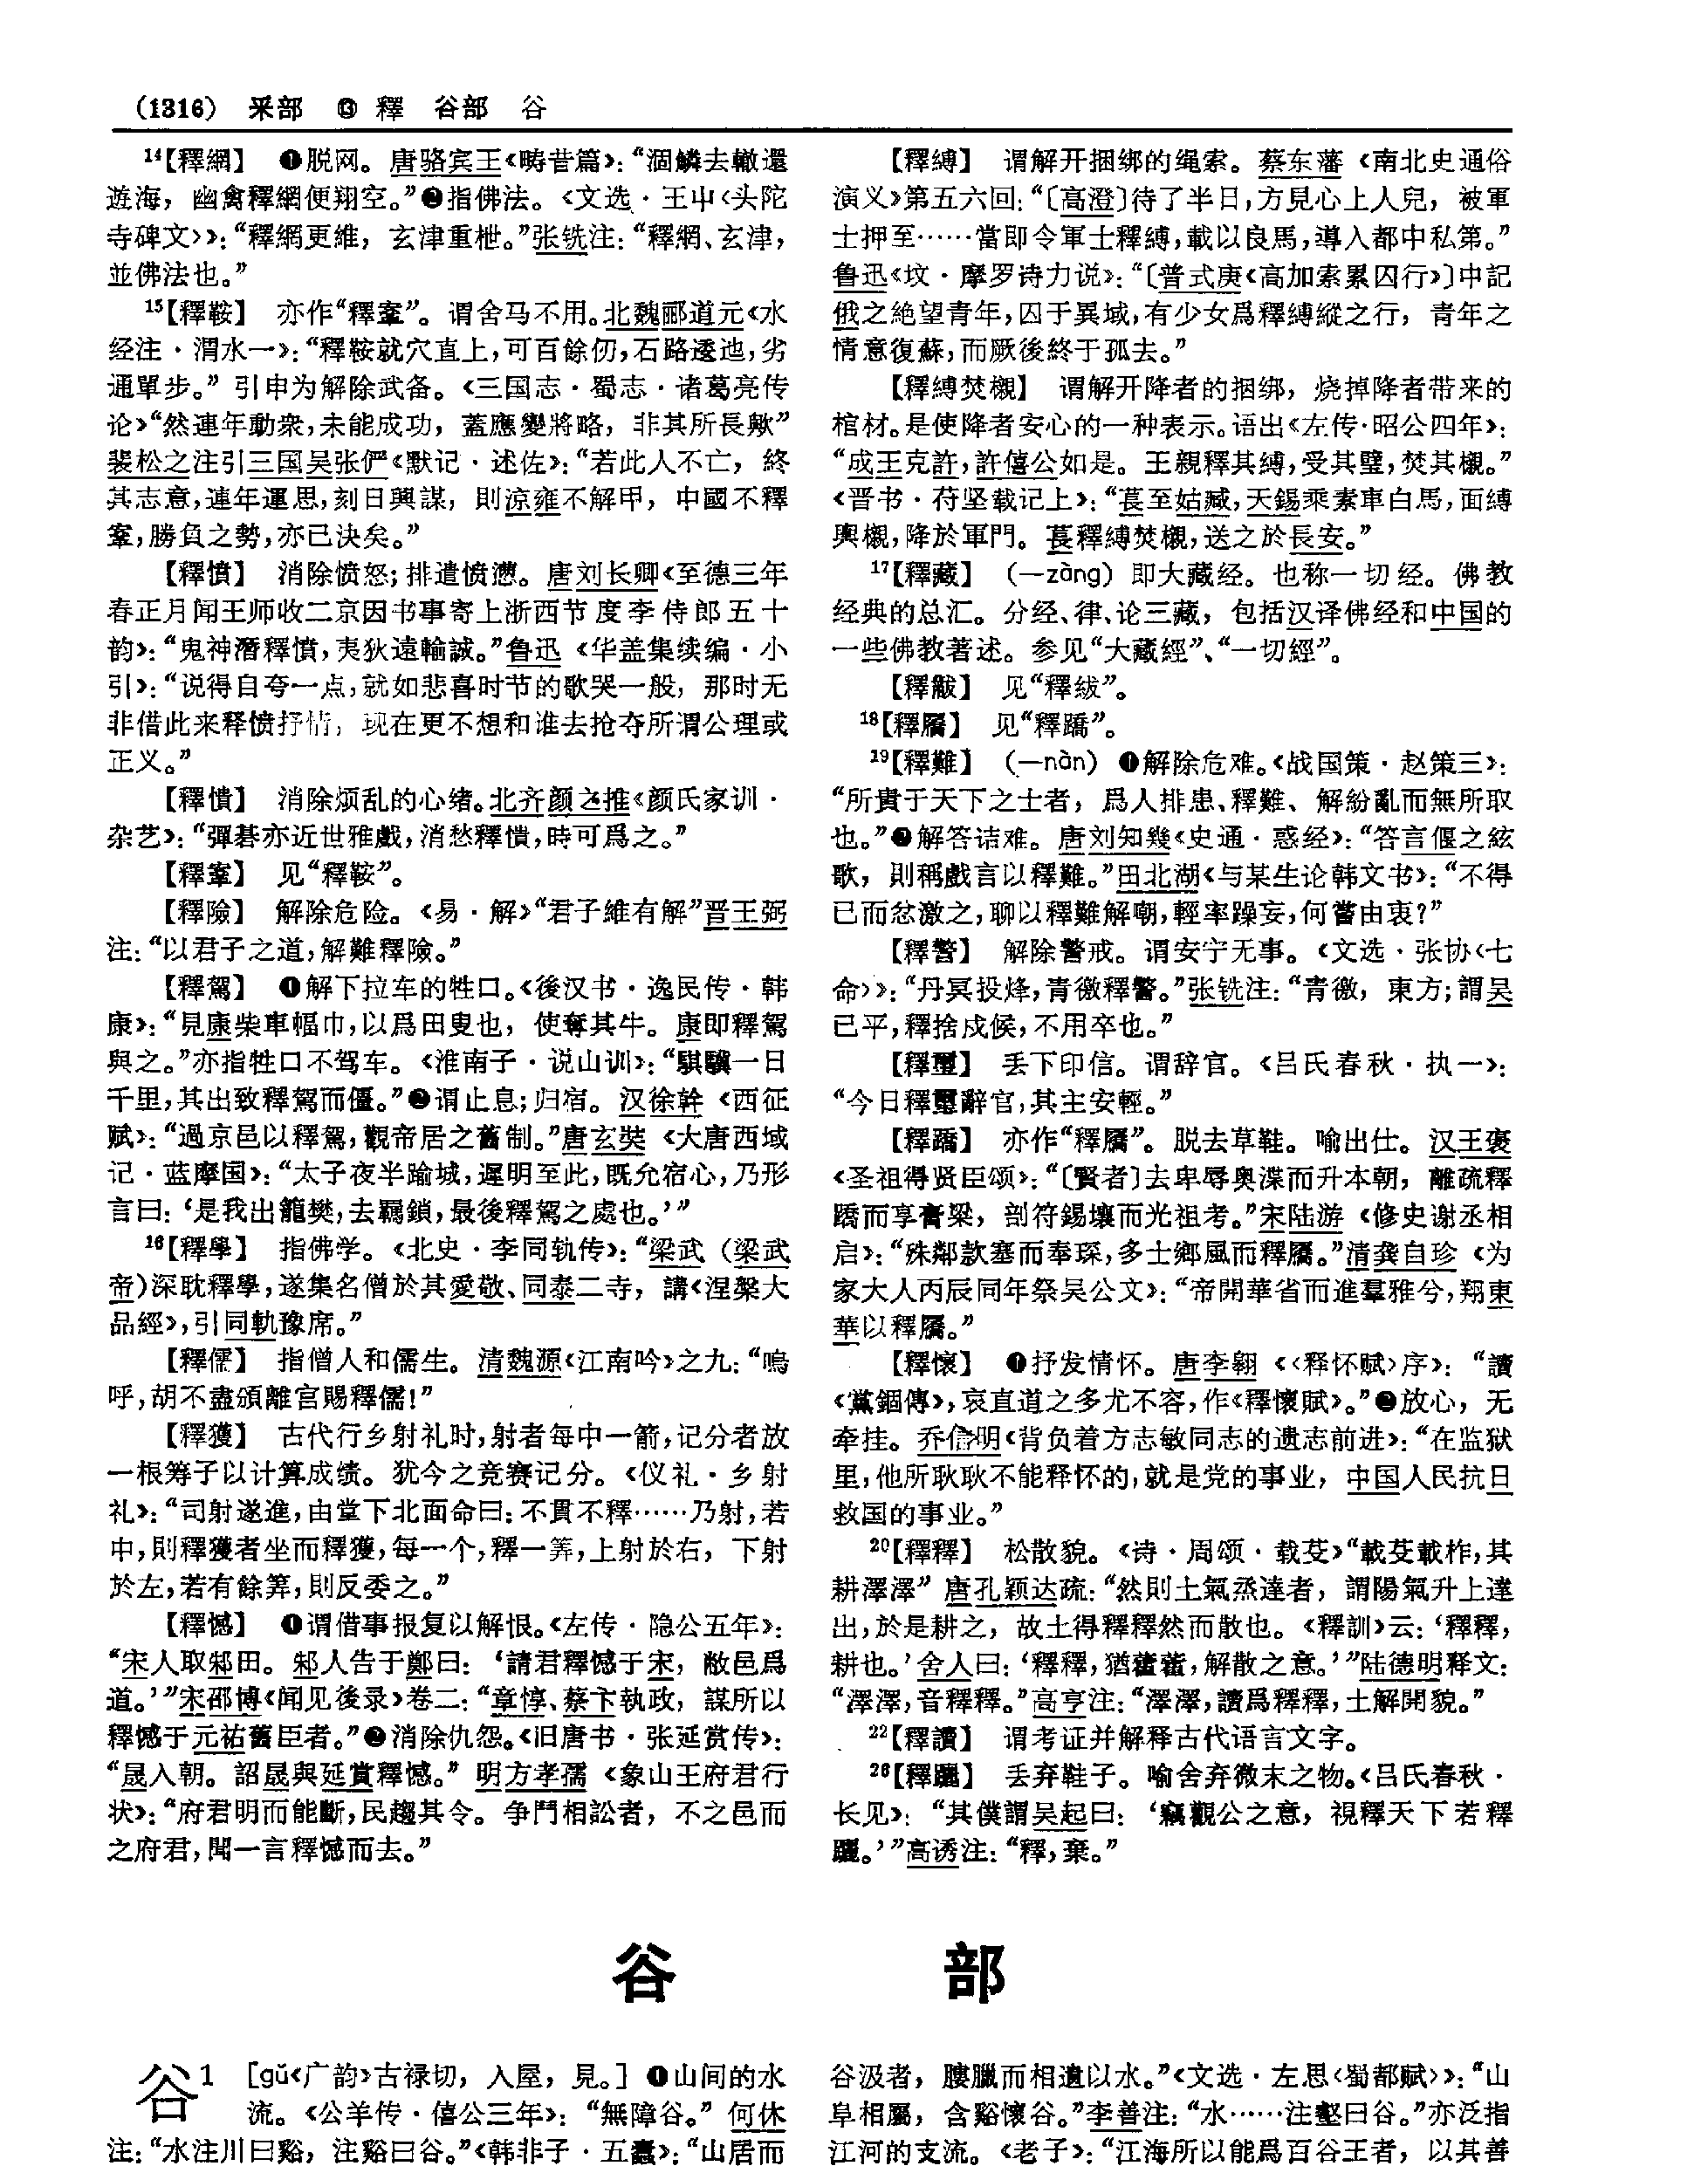 (1316) 釆部 ⓭ 釋 谷部 谷
¹⁴【釋網】 ❶脱网。唐骆宾王《畴昔篇》：“涸鱗去轍還
遊海，幽禽釋網便翔空。”❷指佛法。《文选·王屮〈头陀
寺碑文〉》：“釋網更維，玄津重枻。”张铣注：“釋網、玄津，
並佛法也。”
¹⁵【釋鞍】 亦作“釋鞌”。谓舍马不用。北魏郦道元《水
经注·渭水一》：“釋鞍就穴直上，可百餘仞，石路逶迆，劣
通單步。”引申为解除武备。《三国志·蜀志·诸葛亮传
论》“然連年動衆，未能成功，蓋應變將略，非其所長歟”
裴松之注引三国吴张俨《默记·述佐》：“若此人不亡，終
其志意，連年運思，刻日興謀，則涼雍不解甲，中國不釋
鞌，勝負之勢，亦已決矣。”
【釋憤】 消除愤怒；排遣愤懑。唐刘长卿《至德三年
春正月闻王师收二京因书事寄上浙西节度李侍郎五十
韵》：“鬼神潛釋憤，夷狄遠輸誠。”鲁迅《华盖集续编·小
引》：“说得自夸一点，就如悲喜时节的歌哭一般，那时无
非借此来释愤抒情，现在更不想和谁去抢夺所谓公理或
正义。”
【釋憒】 消除烦乱的心绪。北齐颜之推《颜氏家训·
杂艺》：“彈棊亦近世雅戲，消愁釋憒，時可爲之。”
【釋鞌】 见“釋鞍”。
【釋險】 解除危险。《易·解》“君子維有解”晋王弼
注：“以君子之道，解難釋險。”
【釋駕】 ❶解下拉车的牲口。《後汉书·逸民传·韩
康》：“見康柴車幅巾，以爲田叟也，使奪其牛。康即釋駕
與之。”亦指牲口不驾车。《淮南子·说山训》：“騏驥一日
千里，其出致釋駕而僵。”❷谓止息；归宿。汉徐幹《西征
赋》：“過京邑以釋駕，觀帝居之舊制。”唐玄奘《大唐西域
记·蓝摩国》：“太子夜半踰城，遲明至此，既允宿心，乃形
言曰：‘是我出籠樊，去羈鎖，最後釋駕之處也。’”
¹⁶【釋學】 指佛学。《北史·李同轨传》：“梁武（梁武
帝）深耽釋學，遂集名僧於其愛敬、同泰二寺，講《涅槃大
品經》，引同軌豫席。”
【釋儒】 指僧人和儒生。清魏源《江南吟》之九：“嗚
呼，胡不盡頒離宫賜釋儒！”
【釋獲】 古代行乡射礼时，射者每中一箭，记分者放
一根筹子以计算成绩。犹今之竞赛记分。《仪礼·乡射
礼》：“司射遂進，由堂下北面命曰：不貫不釋……乃射，若
中，則釋獲者坐而釋獲，每一个，釋一筭，上射於右，下射
於左，若有餘筭，則反委之。”
【釋憾】 ❶谓借事报复以解恨。《左传·隐公五年》：
“宋人取邾田。邾人告于鄭曰：‘請君釋憾于宋，敝邑爲
道。’”宋邵博《闻见後录》卷二：“章惇、蔡卞執政，謀所以
釋憾于元祐舊臣者。”❷消除仇怨。《旧唐书·张延赏传》：
“晟入朝。詔晟與延賞釋憾。”明方孝孺《象山王府君行
状》：“府君明而能斷，民趨其令。争鬥相訟者，不之邑而
之府君，聞一言釋憾而去。”
【釋縛】 谓解开捆绑的绳索。蔡东藩《南北史通俗
演义》第五六回：“〔高澄〕待了半日，方見心上人兒，被軍
士押至……當即令軍士釋縛，載以良馬，導入都中私第。”
鲁迅《坟·摩罗诗力说》：“〔普式庚《高加索累囚行》〕中記
俄之絶望青年，囚于異域，有少女爲釋縛縱之行，青年之
情意復蘇，而厥後終于孤去。”
【釋縛焚櫬】 谓解开降者的捆绑，烧掉降者带来的
棺材。是使降者安心的一种表示。语出《左传·昭公四年》：
“成王克許，許僖公如是。王親釋其縛，受其璧，焚其櫬。”
《晋书·苻坚载记上》：“萇至姑臧，天錫乘素車白馬，面縛
輿櫬，降於軍門。萇釋縛焚櫬，送之於長安。”
¹⁷【釋藏】 （—zàng）即大藏经。也称一切经。佛教
经典的总汇。分经、律、论三藏，包括汉译佛经和中国的
一些佛教著述。参见“大藏經”、“一切經”。
【釋黻】 见“釋紱”。
¹⁸【釋屩】 见“釋蹻”。
¹⁹【釋難】 （—nàn）❶解除危难。《战国策·赵策三》：
“所貴于天下之士者，爲人排患、釋難、解紛亂而無所取
也。”❷解答诘难。唐刘知幾《史通·惑经》：“答言偃之絃
歌，則稱戲言以釋難。”田北湖《与某生论韩文书》：“不得
已而忿激之，聊以釋難解嘲，輕率躁妄，何嘗由衷？”
【釋警】 解除警戒。谓安宁无事。《文选·张协〈七
命〉》：“丹冥投烽，青徼釋警。”张铣注：“青徼，東方；謂吴
已平，釋捨戍候，不用卒也。”
【釋璽】 丢下印信。谓辞官。《吕氏春秋·执一》：
“今日釋璽辭官，其主安輕。”
【釋蹻】 亦作“釋屩”。脱去草鞋。喻出仕。汉王褒
《圣祖得贤臣颂》：“〔賢者〕去卑辱奥渫而升本朝，離疏釋
蹻而享膏粱，剖符錫壤而光祖考。”宋陆游《修史谢丞相
启》：“殊鄰款塞而奉琛，多士鄉風而釋屩。”清龚自珍《为
家大人丙辰同年祭吴公文》：“帝開華省而進羣雅兮，翔東
華以釋屩。”
【釋懷】 ❶抒发情怀。唐李翱《〈释怀赋〉序》：“讀
《黨錮傳》，哀直道之多尤不容，作《釋懷賦》。”❷放心，无
牵挂。乔信明《背负着方志敏同志的遗志前进》：“在监狱
里，他所耿耿不能释怀的，就是党的事业，中国人民抗日
救国的事业。”
²⁰【釋釋】 松散貌。《诗·周颂·载芟》“載芟載柞，其
耕澤澤”唐孔颖达疏：“然則土氣烝達者，謂陽氣升上達
出，於是耕之，故土得釋釋然而散也。《釋訓》云：‘釋釋，
耕也。’舍人曰：‘釋釋，猶藿藿，解散之意。’”陆德明释文：
“澤澤，音釋釋。”高亨注：“澤澤，讀爲釋釋，土解開貌。”
²²【釋讀】 谓考证并解释古代语言文字。
²⁶【釋躧】 丢弃鞋子。喻舍弃微末之物。《吕氏春秋·
长见》：“其僕謂吴起曰：‘竊觀公之意，視釋天下若釋
躧。’”高诱注：“釋，棄。”
谷 部
谷¹ [gǔ《广韵》古禄切，入屋，見。] ❶山间的水
流。《公羊传·僖公三年》：“無障谷。”何休
注：“水注川曰谿，注谿曰谷。”《韩非子·五蠹》：“山居而
谷汲者，膢臘而相遺以水。”《文选·左思〈蜀都赋〉》：“山
阜相屬，含谿懷谷。”李善注：“水……注壑曰谷。”亦泛指
江河的支流。《老子》：“江海所以能爲百谷王者，以其善